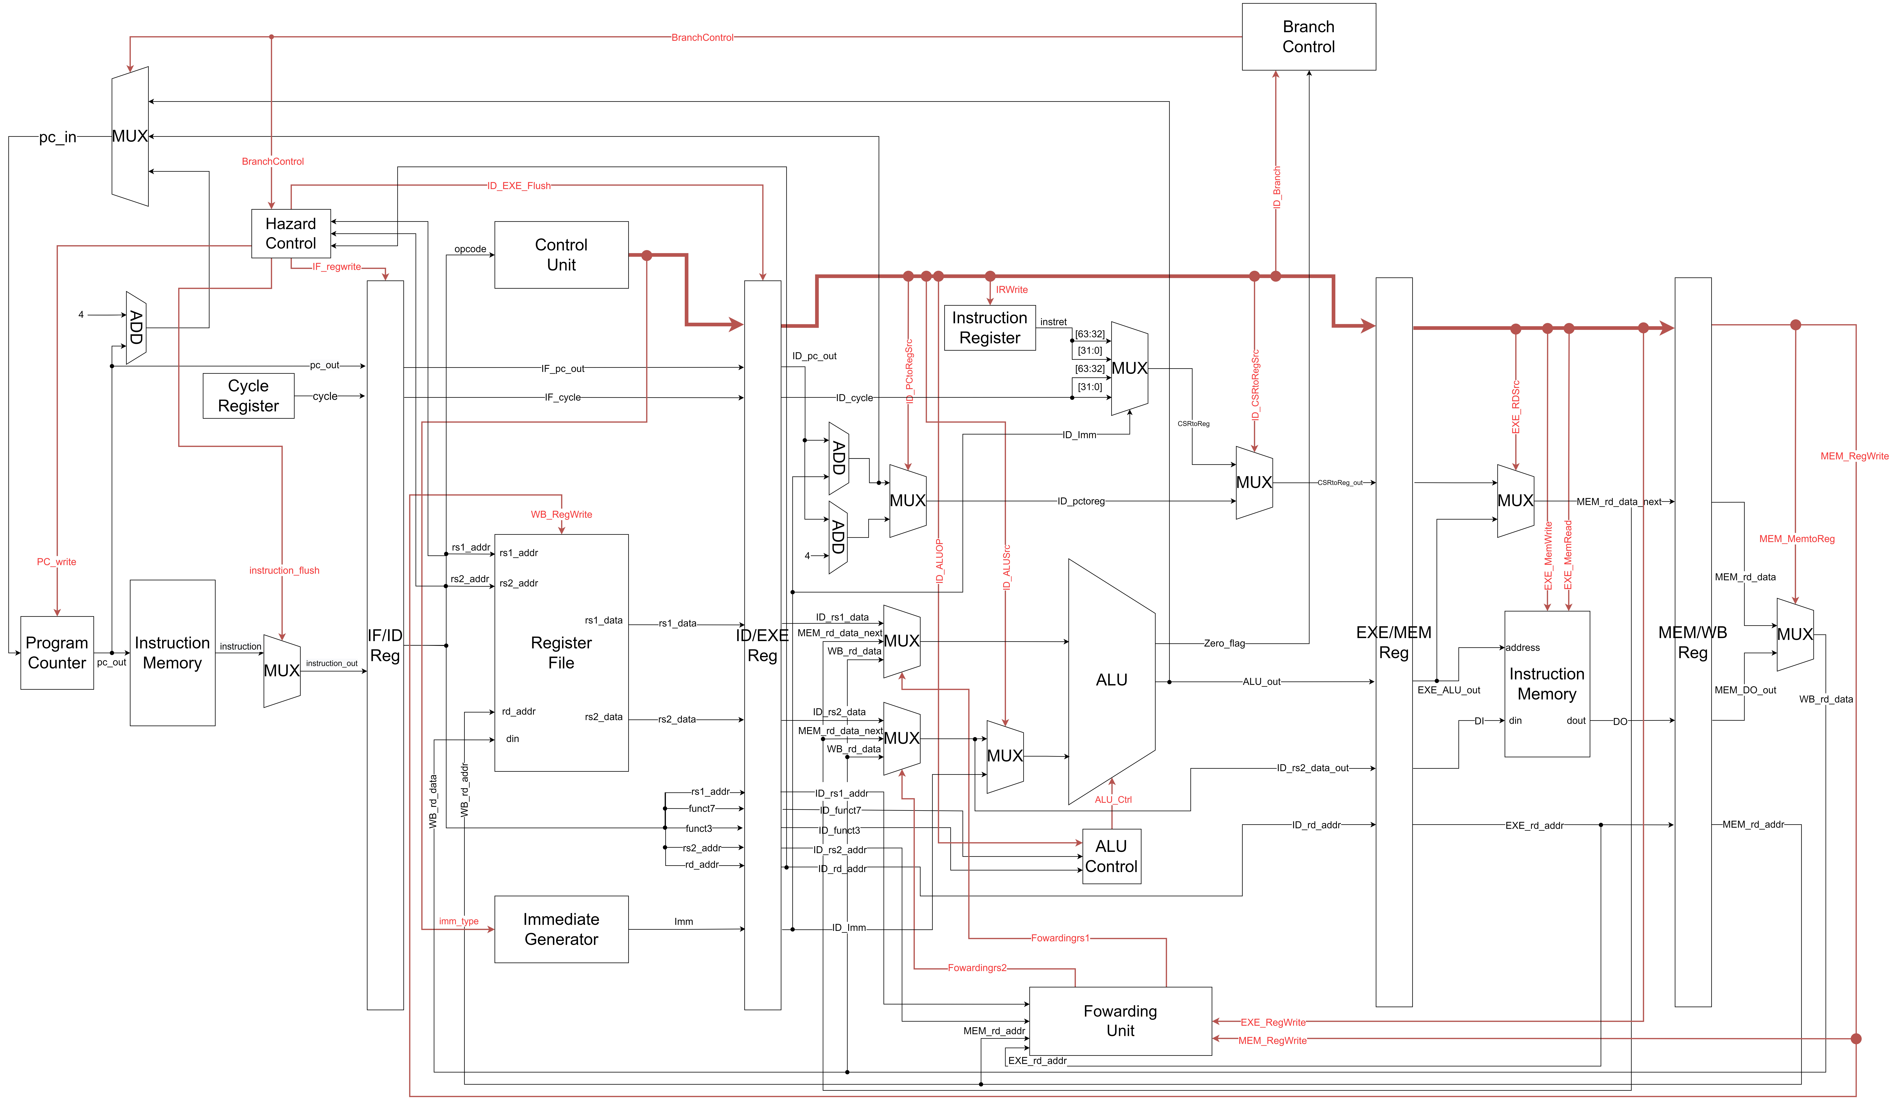 Branch
Control
BranchControl
MUX
pc_in
BranchControl
ID_EXE_Flush
ID_Branch
Hazard
Control
IF_regwrite
opcode
Control
Unit
4
ADD
IRWrite
Instruction
Register
instret
[63:32]
[31:0]
[63:32]
[31:0]
MUX
pc_out
IF_pc_out
ID_pc_out
Cycle
Register
cycle
IF_cycle
ID_cycle
ID_PCtoRegSrc
ID_CSRtoRegSrc
EXE_RDSrc
CSRtoReg
ID_Imm
ADD
MUX
MUX
ID_pctoreg
CSRtoReg_out
ADD
4
MUX
MEM_rd_data_next
MEM_RegWrite
WB_RegWrite
ID_ALUOP
ID_ALUSrc
EXE_MemWrite
EXE_MemRead
MEM_MemtoReg
PC_write
instruction_flush
rs1_addr
rs1_addr
rs2_addr
rs2_addr
rs1_data
rs1_data
Register
File
rd_addr
rs2_data
rs2_data
din
Program
Counter
pc_out
Instruction
Memory
instruction
MUX
instruction_out
IF/ID
Reg
ID/EXE
Reg
ID_rs1_data
MEM_rd_data_next
WB_rd_data
MUX
ID_rs2_data
MEM_rd_data_next
WB_rd_data
MUX
MUX
ALU
Zero_flag
ALU_out
ALU_Ctrl
ALU
Control
EXE/MEM
Reg
EXE_ALU_out
address
Instruction
Memory
din
dout
DI
DO
MEM/WB
Reg
MEM_rd_data
MEM_DO_out
MUX
WB_rd_data
ID_rs2_data_out
ID_rd_addr
EXE_rd_addr
MEM_rd_addr
WB_rd_data
WB_rd_addr
rs1_addr
funct7
funct3
rs2_addr
rd_addr
ID_rs1_addr
ID_funct7
ID_funct3
ID_rs2_addr
ID_rd_addr
imm_type
Immediate
Generator
Imm
ID_Imm
Fowardingrs1
Fowardingrs2
Fowarding
Unit
MEM_rd_addr
EXE_rd_addr
EXE_RegWrite
MEM_RegWrite